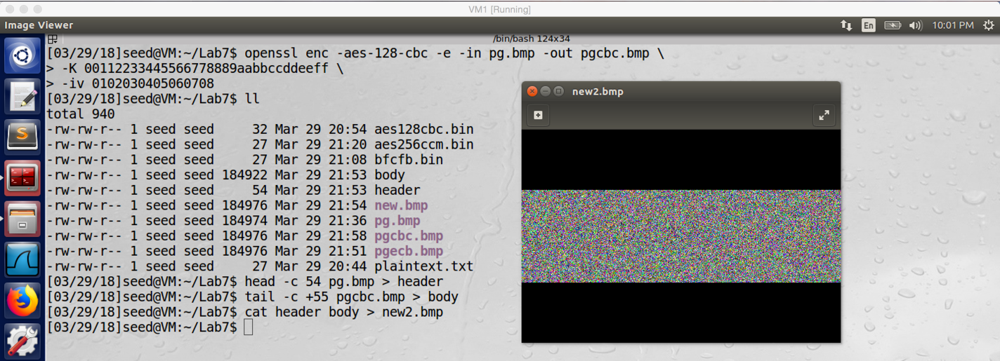 VM1 [Running]
Image Viewer
En
10:01 PM
/bin/bash 124x34
[03/29/18]seed@VM:~/Lab7$ openssl enc -aes-128-cbc -e -in pg.bmp -out pgcbc.bmp \
> -K 00112233445566778889aabbccddeeff \
> -iv 0102030405060708
[03/29/18]seed@VM:~/Lab7$ ll
total 940
-rw-rw-r-- 1 seed seed     32 Mar 29 20:54 aes128cbc.bin
-rw-rw-r-- 1 seed seed     27 Mar 29 21:20 aes256ccm.bin
-rw-rw-r-- 1 seed seed     27 Mar 29 21:08 bfcfb.bin
-rw-rw-r-- 1 seed seed 184922 Mar 29 21:53 body
-rw-rw-r-- 1 seed seed     54 Mar 29 21:53 header
-rw-rw-r-- 1 seed seed 184976 Mar 29 21:54 new.bmp
-rw-rw-r-- 1 seed seed 184974 Mar 29 21:36 pg.bmp
-rw-rw-r-- 1 seed seed 184976 Mar 29 21:58 pgcbc.bmp
-rw-rw-r-- 1 seed seed 184976 Mar 29 21:51 pgecb.bmp
-rw-rw-r-- 1 seed seed     27 Mar 29 20:44 plaintext.txt
[03/29/18]seed@VM:~/Lab7$ head -c 54 pg.bmp > header
[03/29/18]seed@VM:~/Lab7$ tail -c +55 pgcbc.bmp > body
[03/29/18]seed@VM:~/Lab7$ cat header body > new2.bmp
[03/29/18]seed@VM:~/Lab7$
new2.bmp